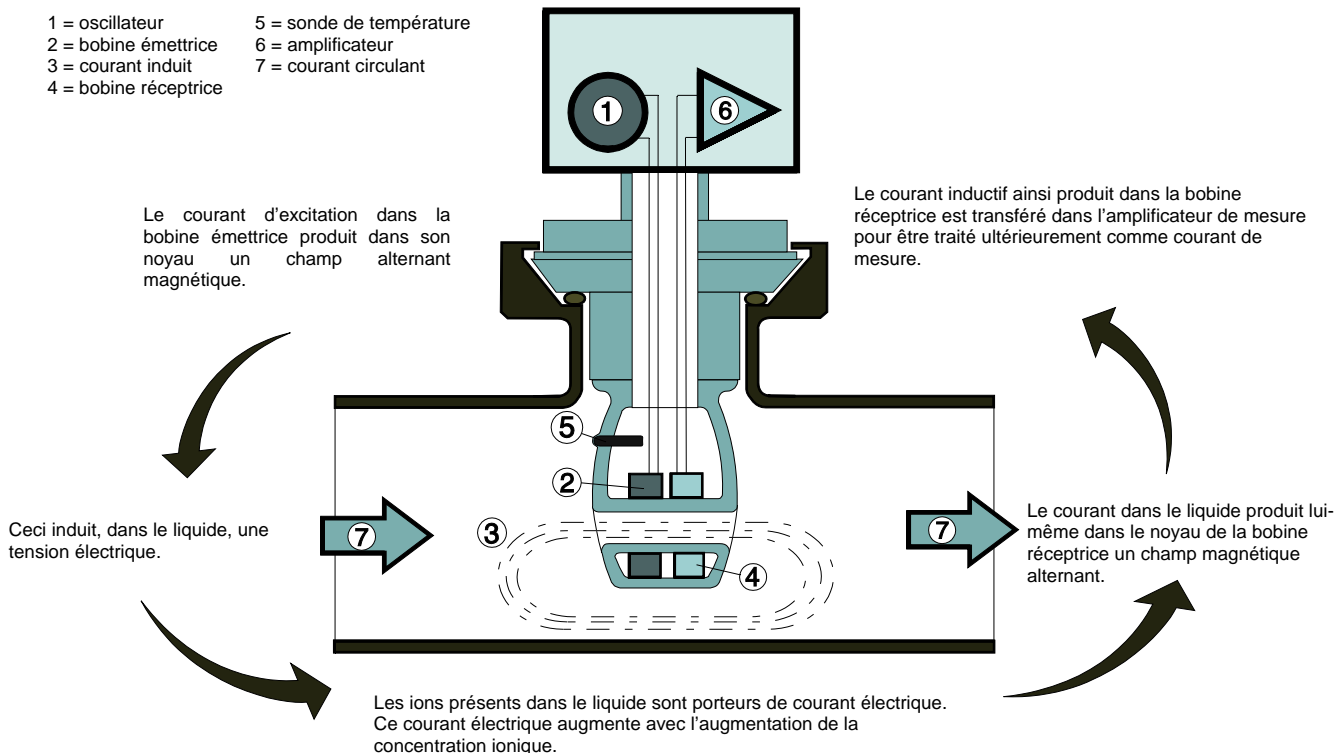 1 = oscillateur
2 = bobine émettrice
3 = courant induit
4 = bobine réceptrice
5 = sonde de température
6 = amplificateur
7 = courant circulant
1
6
Le courant d'excitation dans la
bobine émettrice produit dans son
noyau un champ alternant
magnétique.
Le courant inductif ainsi produit dans la bobine
réceptrice est transféré dans l'amplificateur de mesure
pour être traité ultérieurement comme courant de
mesure.
5
2
3
4
7
7
Ceci induit, dans le liquide, une
tension électrique.
Le courant dans le liquide produit lui-
même dans le noyau de la bobine
réceptrice un champ magnétique
alternant.
Les ions présents dans le liquide sont porteurs de courant électrique.
Ce courant électrique augmente avec l'augmentation de la
concentration ionique.